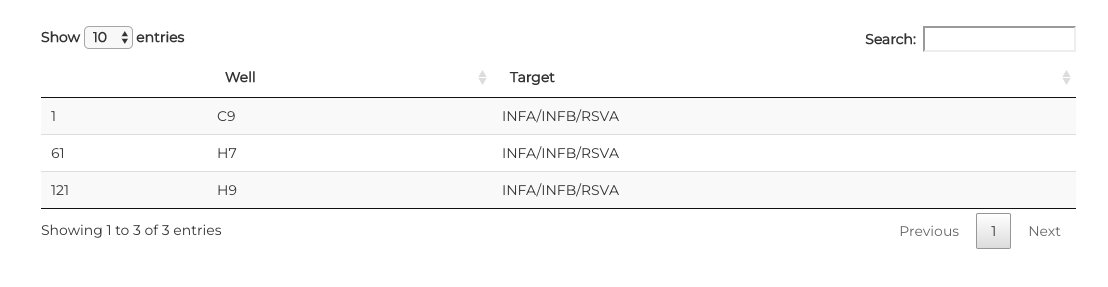 Show 10 entries Search:
Well Target
1 C9 INFA/INFB/RSVA
61 H7 INFA/INFB/RSVA
121 H9 INFA/INFB/RSVA
Showing 1 to 3 of 3 entries Previous 1 Next